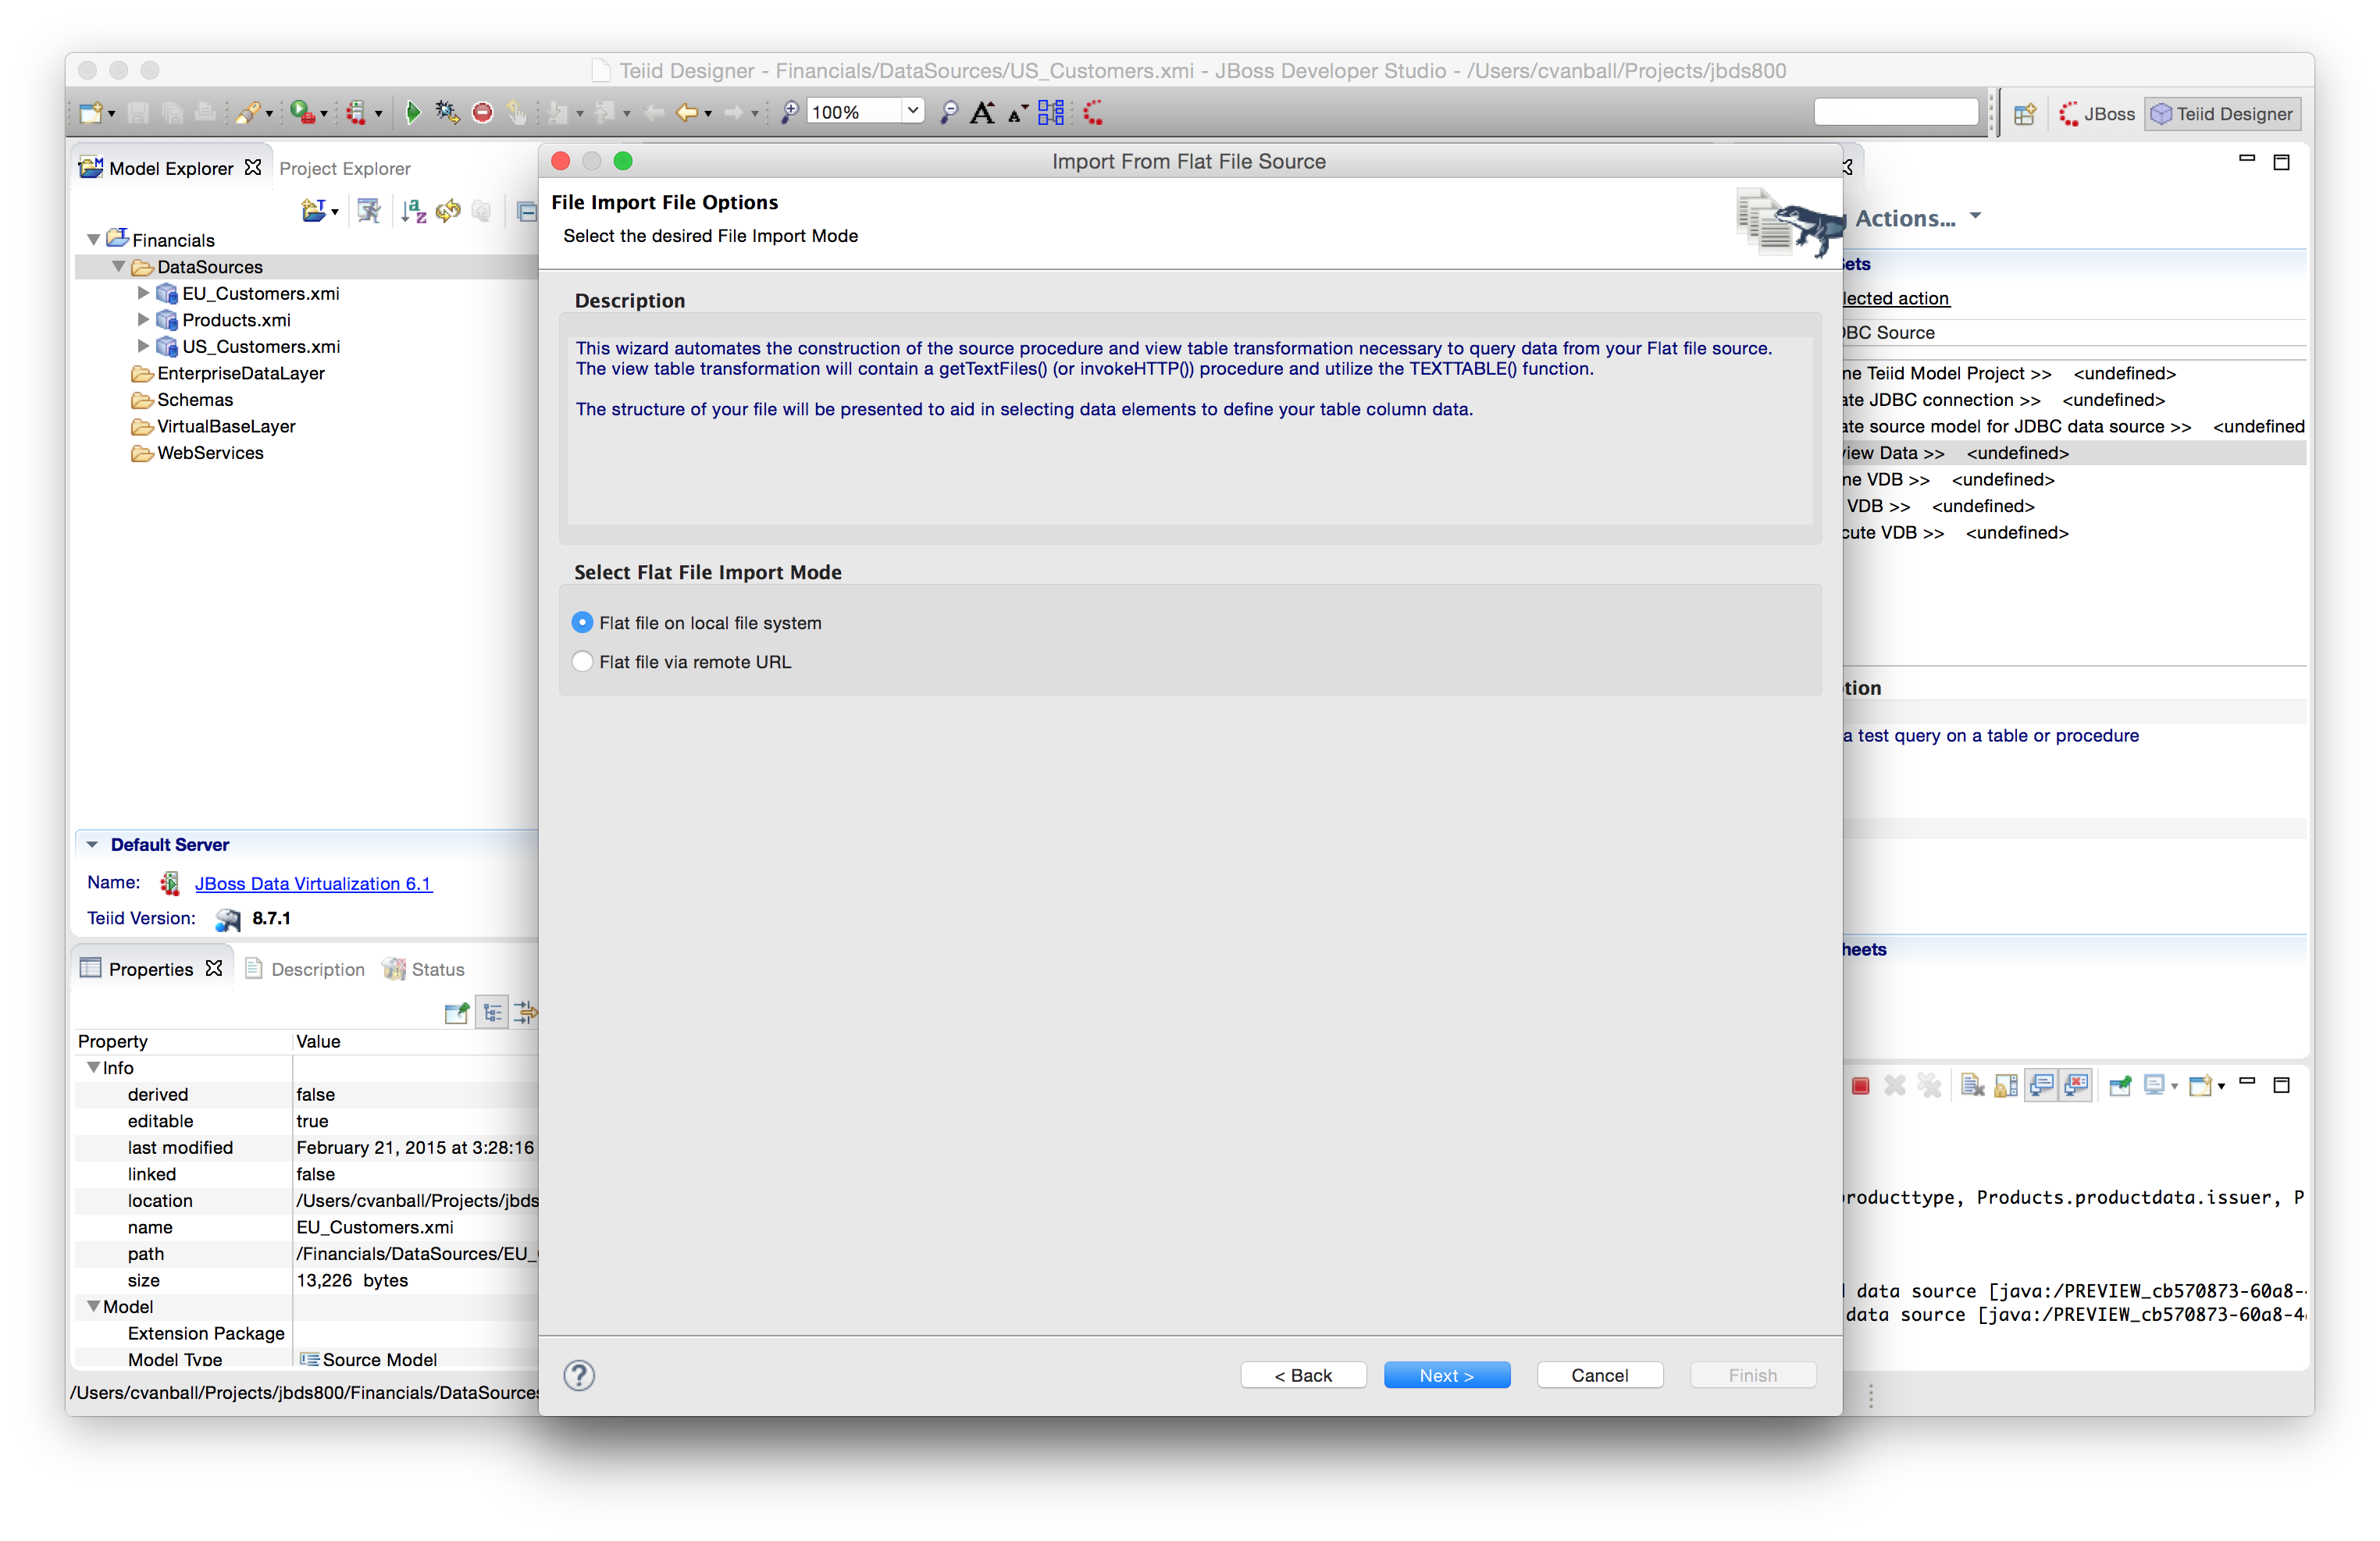 Teiid Designer - Financials/DataSources/US_Customers.xmi - JBoss Developer Studio - /Users/cvanball/Projects/jbds800
100%
JBoss
Teiid Designer
Model Explorer
Project Explorer
Financials
DataSources
EU_Customers.xmi
Products.xmi
US_Customers.xmi
EnterpriseDataLayer
Schemas
VirtualBaseLayer
WebServices
Default Server
Name: JBoss Data Virtualization 6.1
Teiid Version: 8.7.1
Properties
Description
Status
Property Value
Info
derived false
editable true
last modified February 21, 2015 at 3:28:16
linked false
location /Users/cvanball/Projects/jbds
name EU_Customers.xmi
path /Financials/DataSources/EU_
size 13,226 bytes
Model
Extension Package
Model Type Source Model
/Users/cvanball/Projects/jbds800/Financials/DataSources
Import From Flat File Source
File Import File Options
Select the desired File Import Mode
Description
This wizard automates the construction of the source procedure and view table transformation necessary to query data from your Flat file source.
The view table transformation will contain a getTextFiles() (or invokeHTTP()) procedure and utilize the TEXTTABLE() function.
The structure of your file will be presented to aid in selecting data elements to define your table column data.
Select Flat File Import Mode
Flat file on local file system
Flat file via remote URL
< Back
Next >
Cancel
Finish
Actions...
ets
lected action
BC Source
ne Teiid Model Project >> <undefined>
ate JDBC connection >> <undefined>
ate source model for JDBC data source >> <undefined
view Data >> <undefined>
ne VDB >> <undefined>
VDB >> <undefined>
cute VDB >> <undefined>
tion
a test query on a table or procedure
heets
roducttype, Products.productdata.issuer, P
data source [java:/PREVIEW_cb570873-60a8-
data source [java:/PREVIEW_cb570873-60a8-4